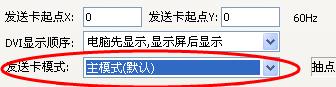 发送卡起点X: 0 发送卡起点Y: 0 60Hz
DVI显示顺序: 电脑先显示,显示屏后显示
发送卡模式: 主模式(默认) 抽点